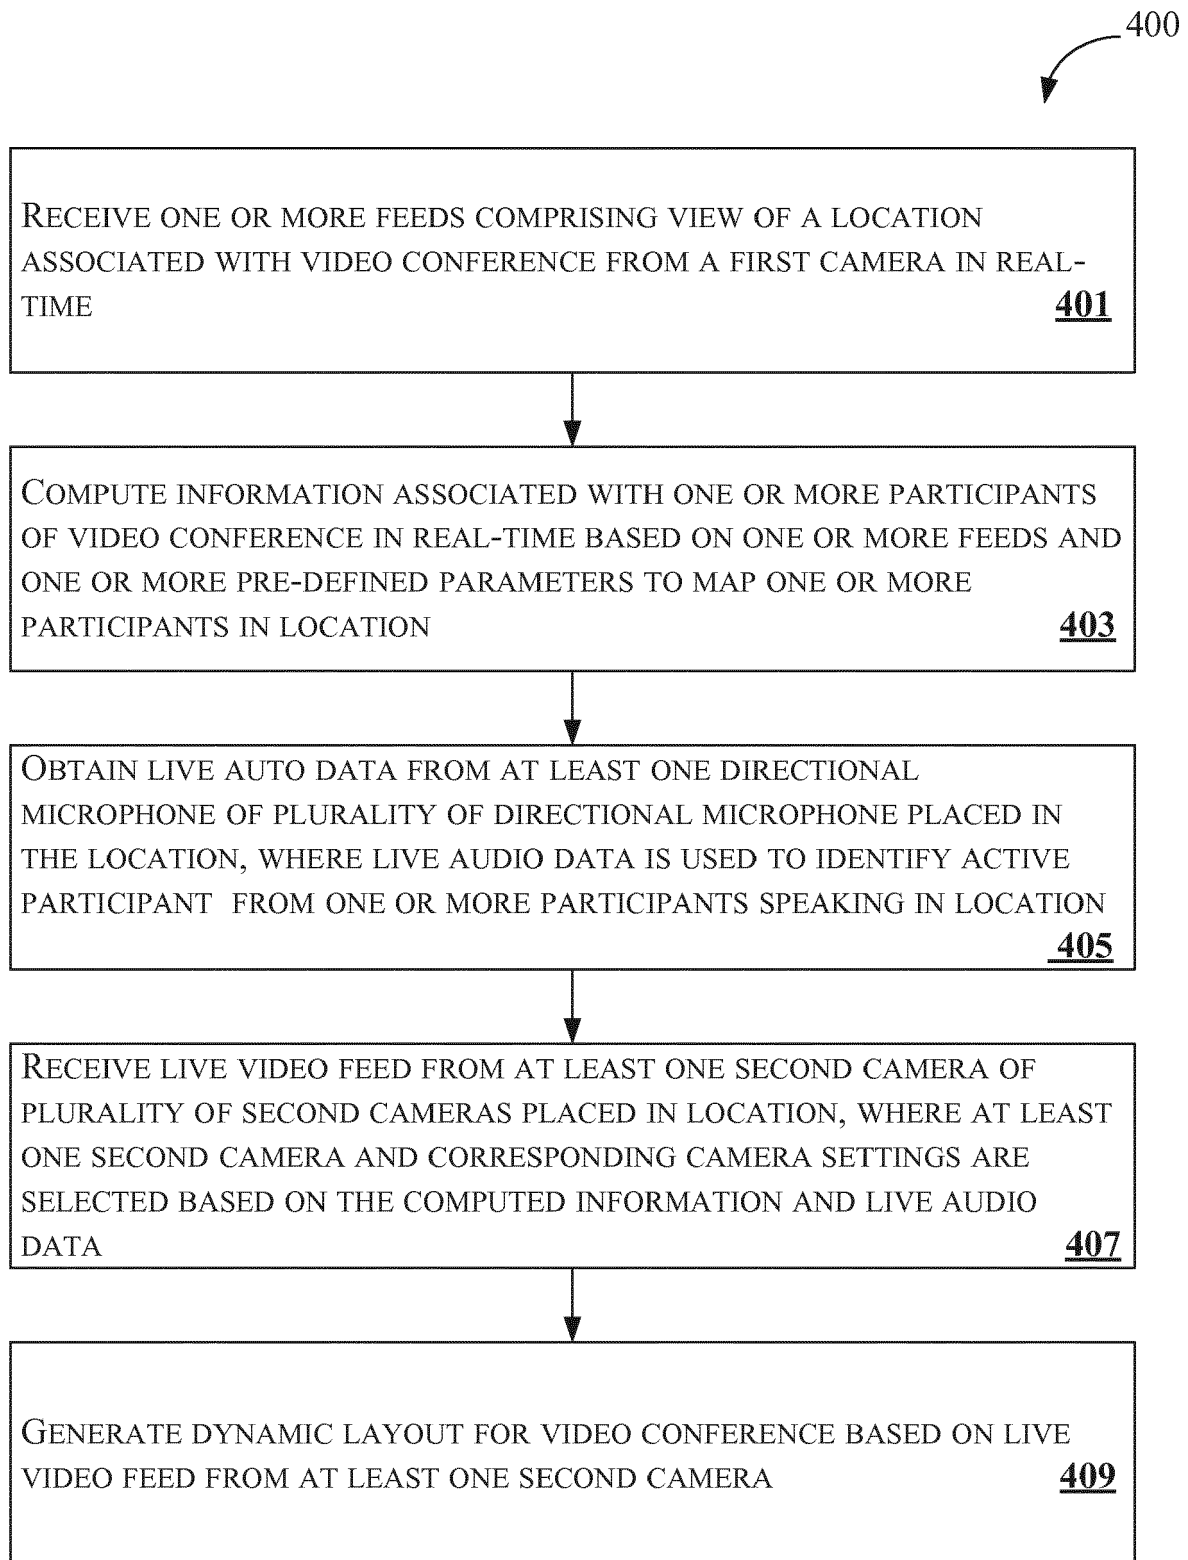 400
RECEIVE ONE OR MORE FEEDS COMPRISING VIEW OF A LOCATION
ASSOCIATED WITH VIDEO CONFERENCE FROM A FIRST CAMERA IN REAL-
TIME 401
COMPUTE INFORMATION ASSOCIATED WITH ONE OR MORE PARTICIPANTS
OF VIDEO CONFERENCE IN REAL-TIME BASED ON ONE OR MORE FEEDS AND
ONE OR MORE PRE-DEFINED PARAMETERS TO MAP ONE OR MORE
PARTICIPANTS IN LOCATION 403
OBTAIN LIVE AUTO DATA FROM AT LEAST ONE DIRECTIONAL
MICROPHONE OF PLURALITY OF DIRECTIONAL MICROPHONE PLACED IN
THE LOCATION, WHERE LIVE AUDIO DATA IS USED TO IDENTIFY ACTIVE
PARTICIPANT FROM ONE OR MORE PARTICIPANTS SPEAKING IN LOCATION
405
RECEIVE LIVE VIDEO FEED FROM AT LEAST ONE SECOND CAMERA OF
PLURALITY OF SECOND CAMERAS PLACED IN LOCATION, WHERE AT LEAST
ONE SECOND CAMERA AND CORRESPONDING CAMERA SETTINGS ARE
SELECTED BASED ON THE COMPUTED INFORMATION AND LIVE AUDIO
DATA 407
GENERATE DYNAMIC LAYOUT FOR VIDEO CONFERENCE BASED ON LIVE
VIDEO FEED FROM AT LEAST ONE SECOND CAMERA 409